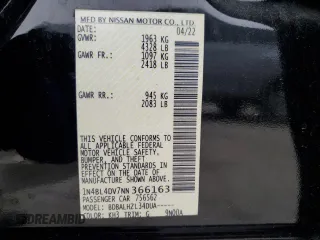 MFD BY NISSAN MOTOR CO., LTD
DATE: 04/22
GVWR: 1963 KG
4328 LB
GAWR FR: 1097 KG
2418 LB
GAWR RR: 945 KG
2083 LB
THIS VEHICLE CONFORMS TO
ALL APPLICABLE FEDERAL
MOTOR VEHICLE SAFETY,
BUMPER, AND THEFT
PREVENTION STANDARDS IN
EFFECT ON THE DATE OF
MANUFACTURE SHOWN ABOVE.
1N4BL4DV7NN366163
PASSENGER CAR 756562
MODEL: BDBALHZL34DUA-----
COLOR: KH3 TRIM: G 9N00A
DREAMBID